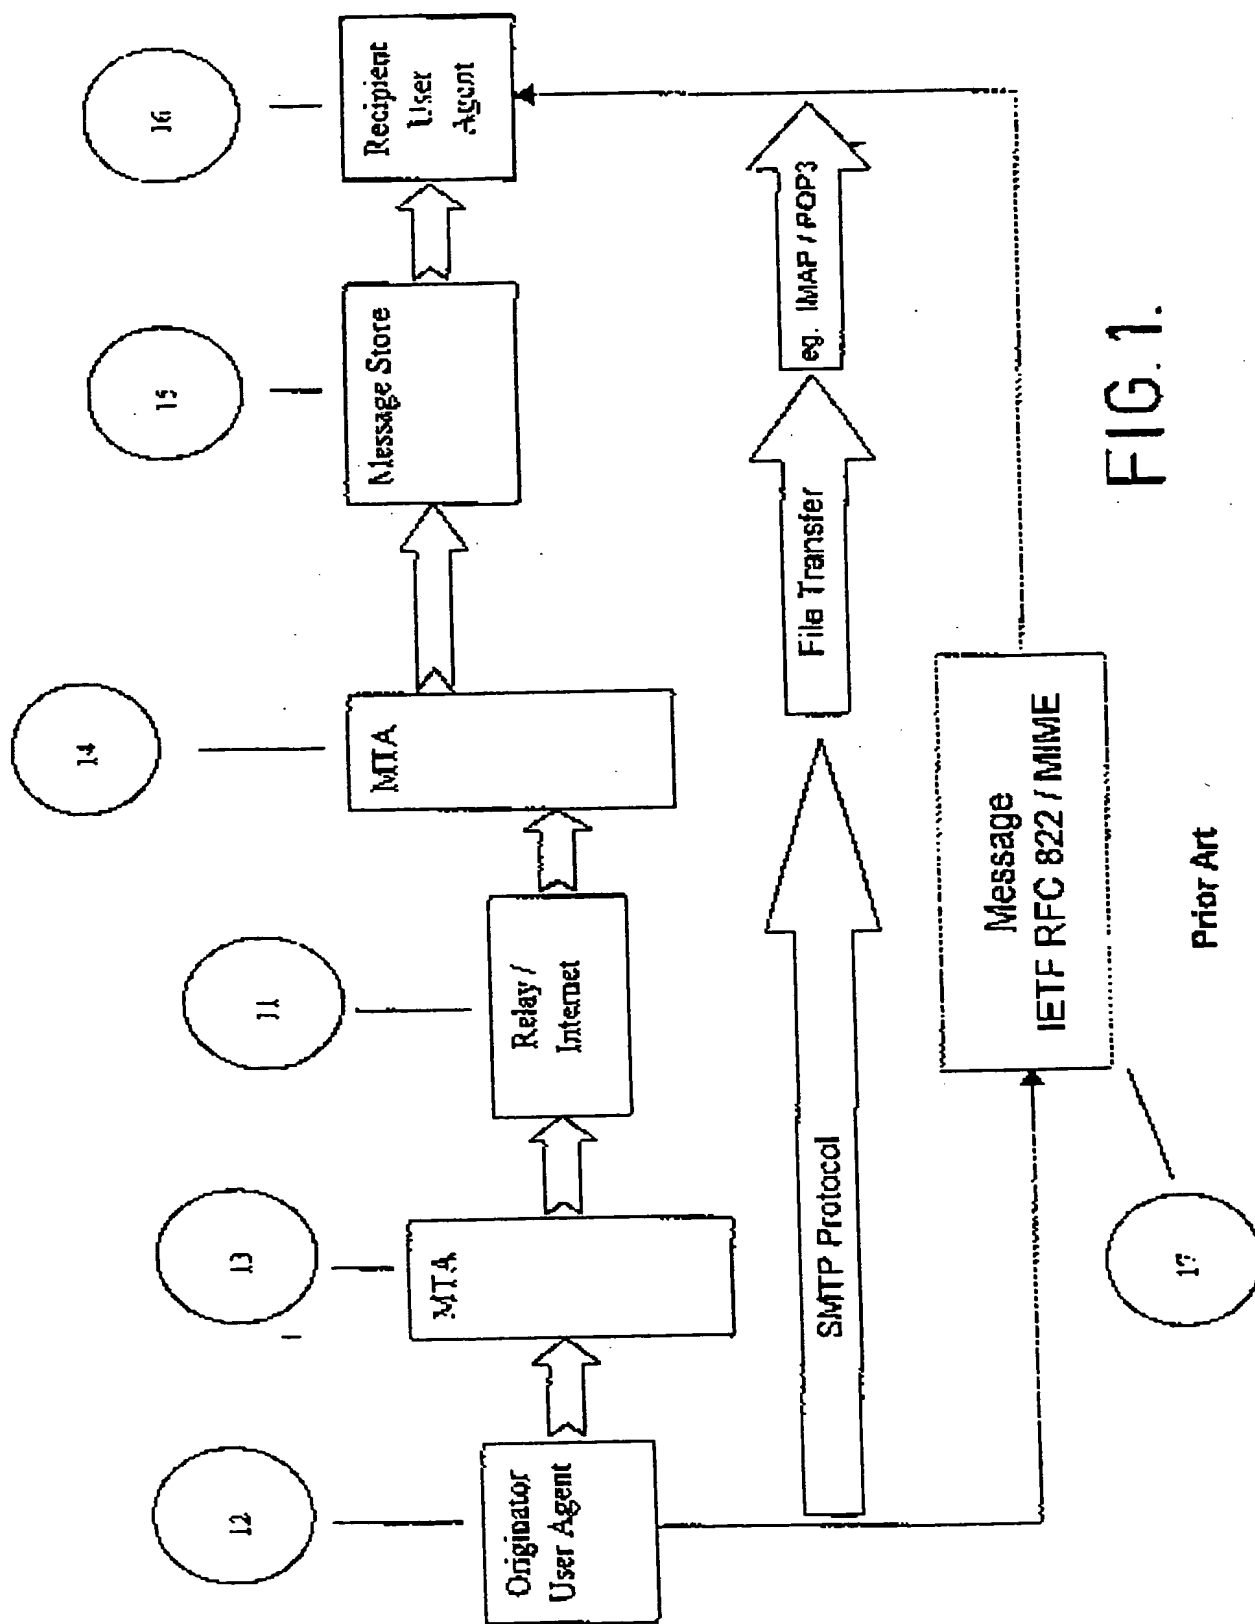 12
13
11
14
15
16
Originator
User Agent
MTA
Relay /
Internet
MTA
Message Store
Recipient
User
Agent
SMTP Protocol
File Transfer
eg. IMAP / POP3
Message
IETF RFC 822 / MIME
17
Prior Art
FIG. 1.